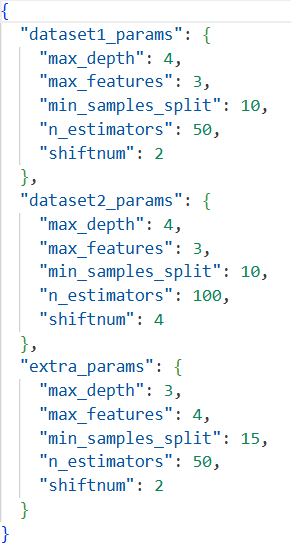 {
  "dataset1_params": {
    "max_depth": 4,
    "max_features": 3,
    "min_samples_split": 10,
    "n_estimators": 50,
    "shiftnum": 2
  },
  "dataset2_params": {
    "max_depth": 4,
    "max_features": 3,
    "min_samples_split": 10,
    "n_estimators": 100,
    "shiftnum": 4
  },
  "extra_params": {
    "max_depth": 3,
    "max_features": 4,
    "min_samples_split": 15,
    "n_estimators": 50,
    "shiftnum": 2
  }
}